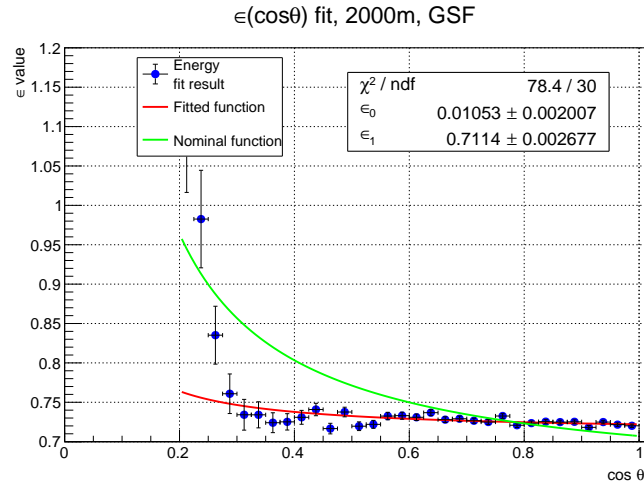 ∈(cosθ) fit, 2000m, GSF
∈ value
1.2
1.15
1.1
1.05
1
0.95
0.9
0.85
0.8
0.75
0.7
Energy
fit result
Fitted function
Nominal function
χ² / ndf 78.4 / 30
∈₀ 0.01053 ± 0.002007
∈₁ 0.7114 ± 0.002677
0 0.2 0.4 0.6 0.8 1
cos θ